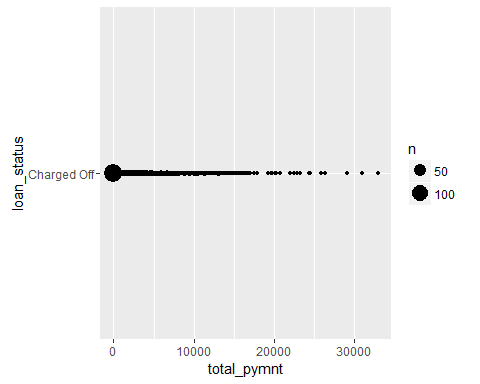 loan_status
Charged Off
0 10000 20000 30000
total_pymnt
n
50
100